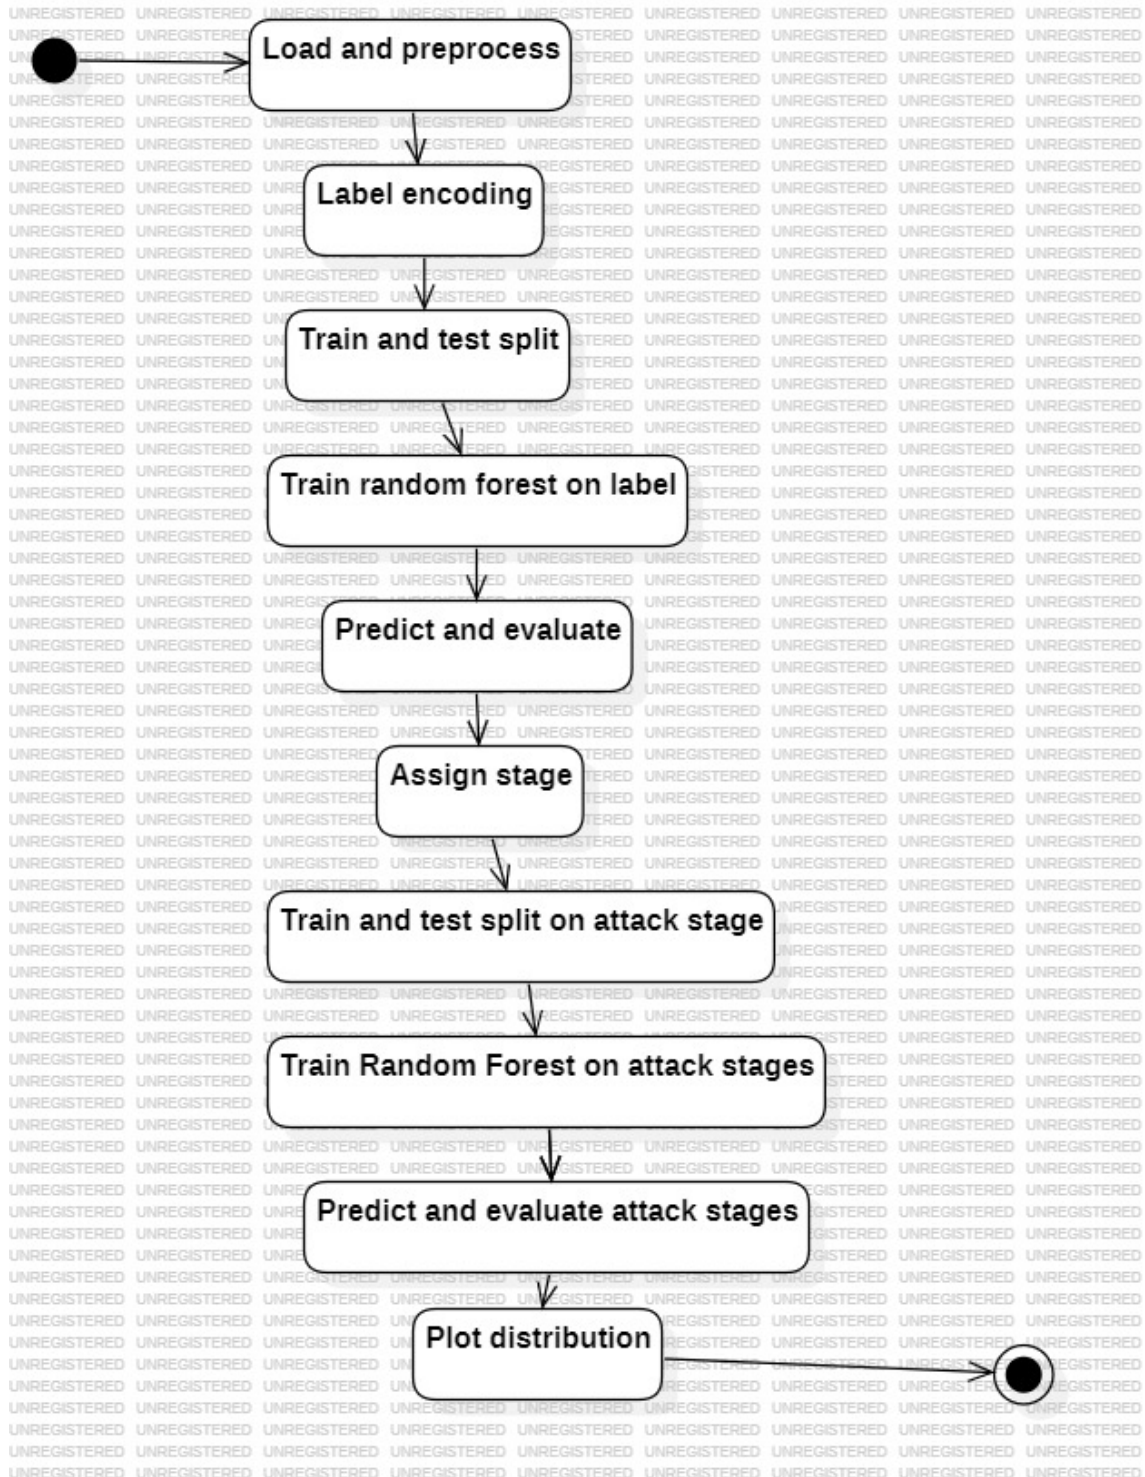 Load and preprocess
Label encoding
Train and test split
Train random forest on label
Predict and evaluate
Assign stage
Train and test split on attack stage
Train Random Forest on attack stages
Predict and evaluate attack stages
Plot distribution
UNREGISTERED